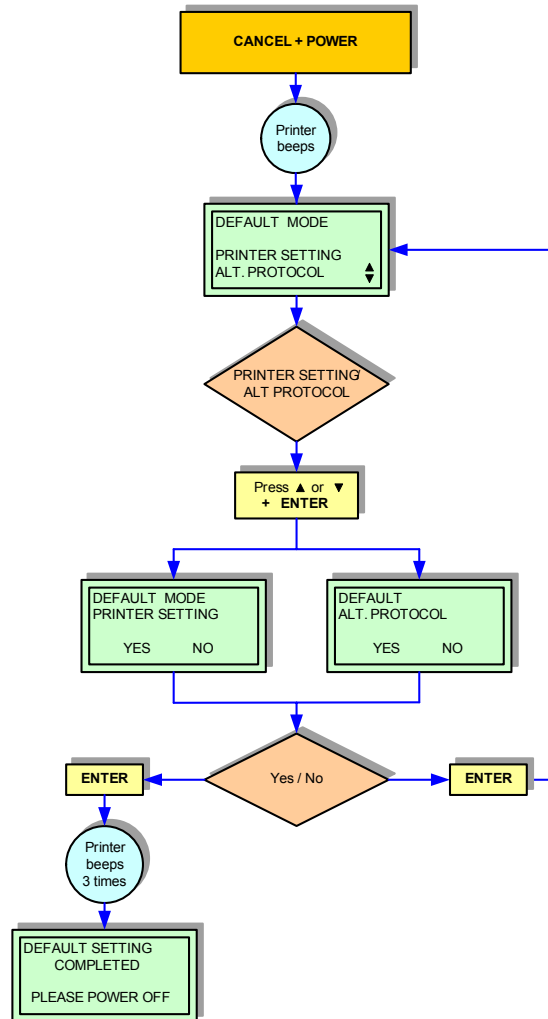 CANCEL + POWER
Printer
beeps
DEFAULT MODE
PRINTER SETTING
ALT. PROTOCOL ▲
▼
PRINTER SETTING/
ALT PROTOCOL
Press ▲ or ▼
+ ENTER
DEFAULT MODE
PRINTER SETTING
YES NO
DEFAULT
ALT. PROTOCOL
YES NO
Yes / No
ENTER
ENTER
Printer
beeps
3 times
DEFAULT SETTING
COMPLETED
PLEASE POWER OFF